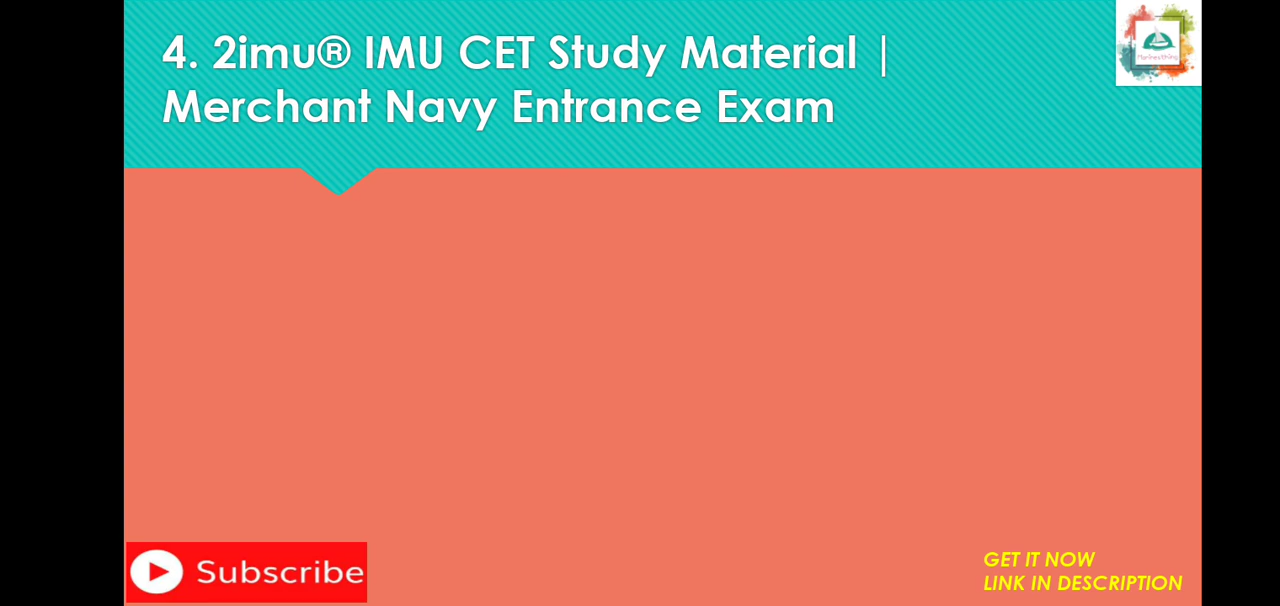 4. 2imu® IMU CET Study Material |
Merchant Navy Entrance Exam
Subscribe
GET IT NOW
LINK IN DESCRIPTION